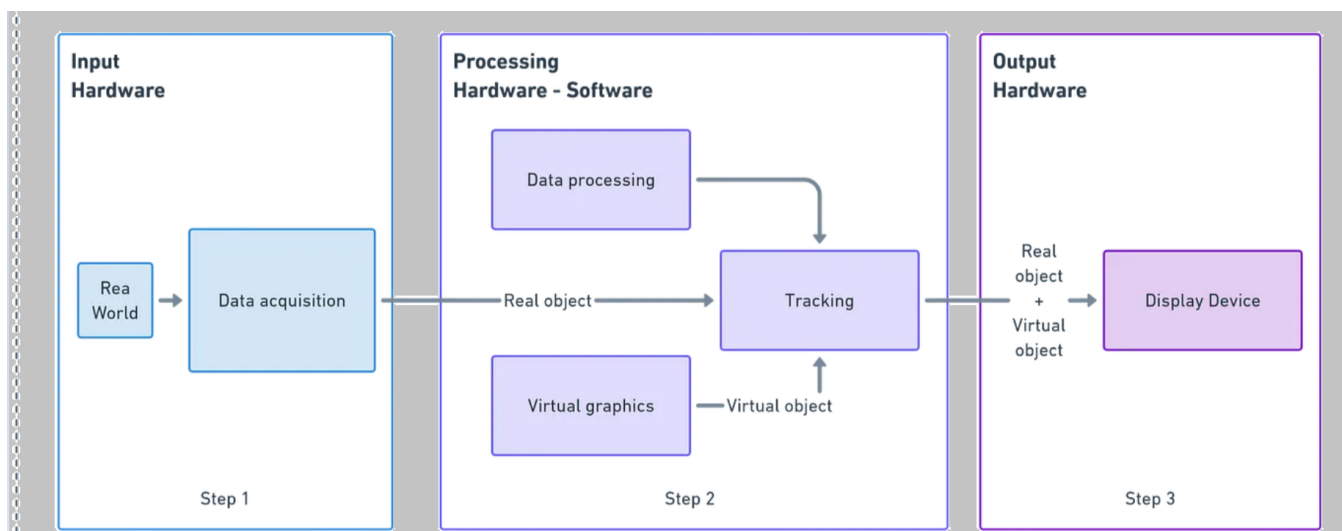 Input
Hardware
Rea
World
Data acquisition
Step 1
Processing
Hardware - Software
Data processing
Real object
Tracking
Virtual graphics
Virtual object
Step 2
Output
Hardware
Real
object
+
Virtual
object
Display Device
Step 3